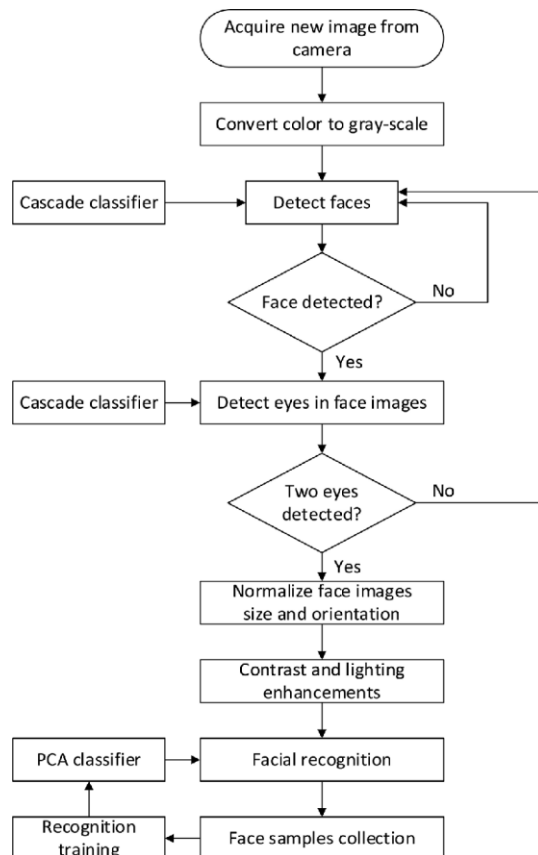 Acquire new image from
camera
Convert color to gray-scale
Cascade classifier
Detect faces
Face detected?
No
Yes
Cascade classifier
Detect eyes in face images
Two eyes
detected?
No
Yes
Normalize face images
size and orientation
Contrast and lighting
enhancements
PCA classifier
Facial recognition
Recognition
training
Face samples collection